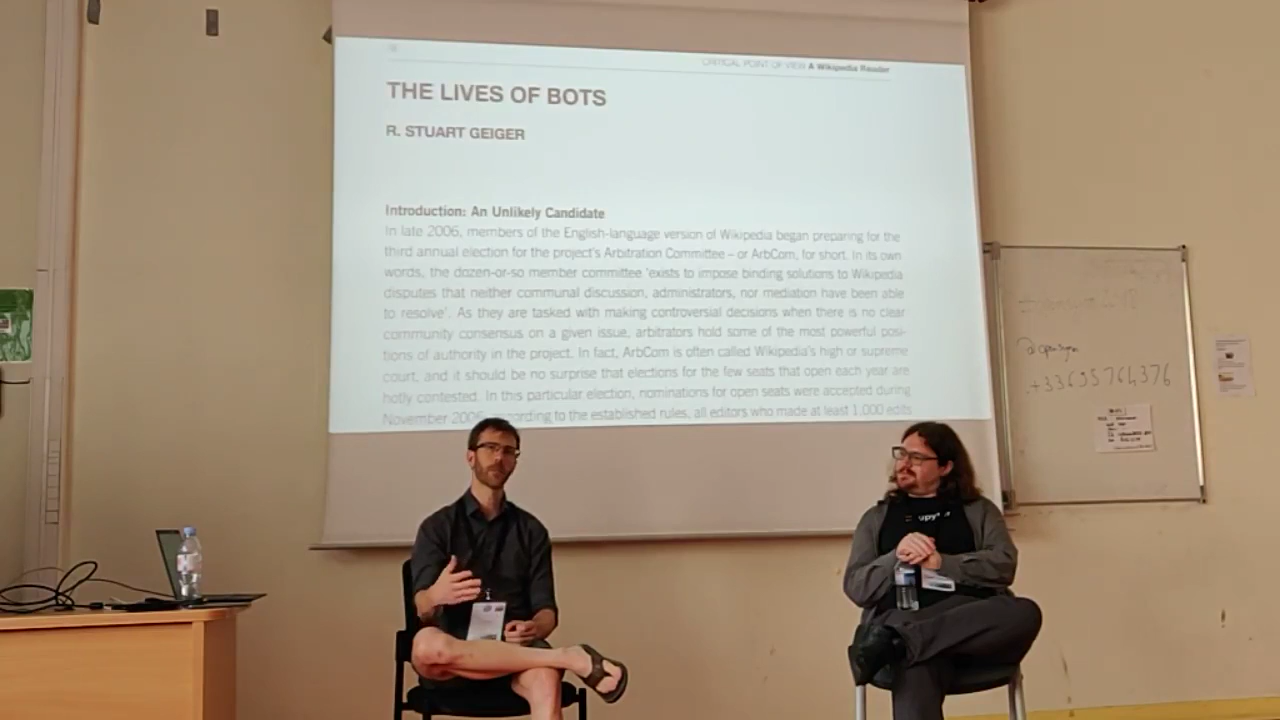 CRITICAL POINT OF VIEW A Wikipedia Reader
THE LIVES OF BOTS
R. STUART GEIGER
Introduction: An Unlikely Candidate
In late 2006, members of the English-language version of Wikipedia began preparing for the
third annual election for the project's Arbitration Committee – or ArbCom, for short. In its own
words, the dozen-or-so member committee 'exists to impose binding solutions to Wikipedia
disputes that neither communal discussion, administrators, nor mediation have been able
to resolve'. As they are tasked with making controversial decisions when there is no clear
community consensus on a given issue, arbitrators hold some of the most powerful posi-
tions of authority in the project. In fact, ArbCom is often called Wikipedia's high or supreme
court, and it should be no surprise that elections for the few seats that open each year are
hotly contested. In this particular election, nominations for open seats were accepted during
November 2006; according to the established rules, all editors who made at least 1,000 edits